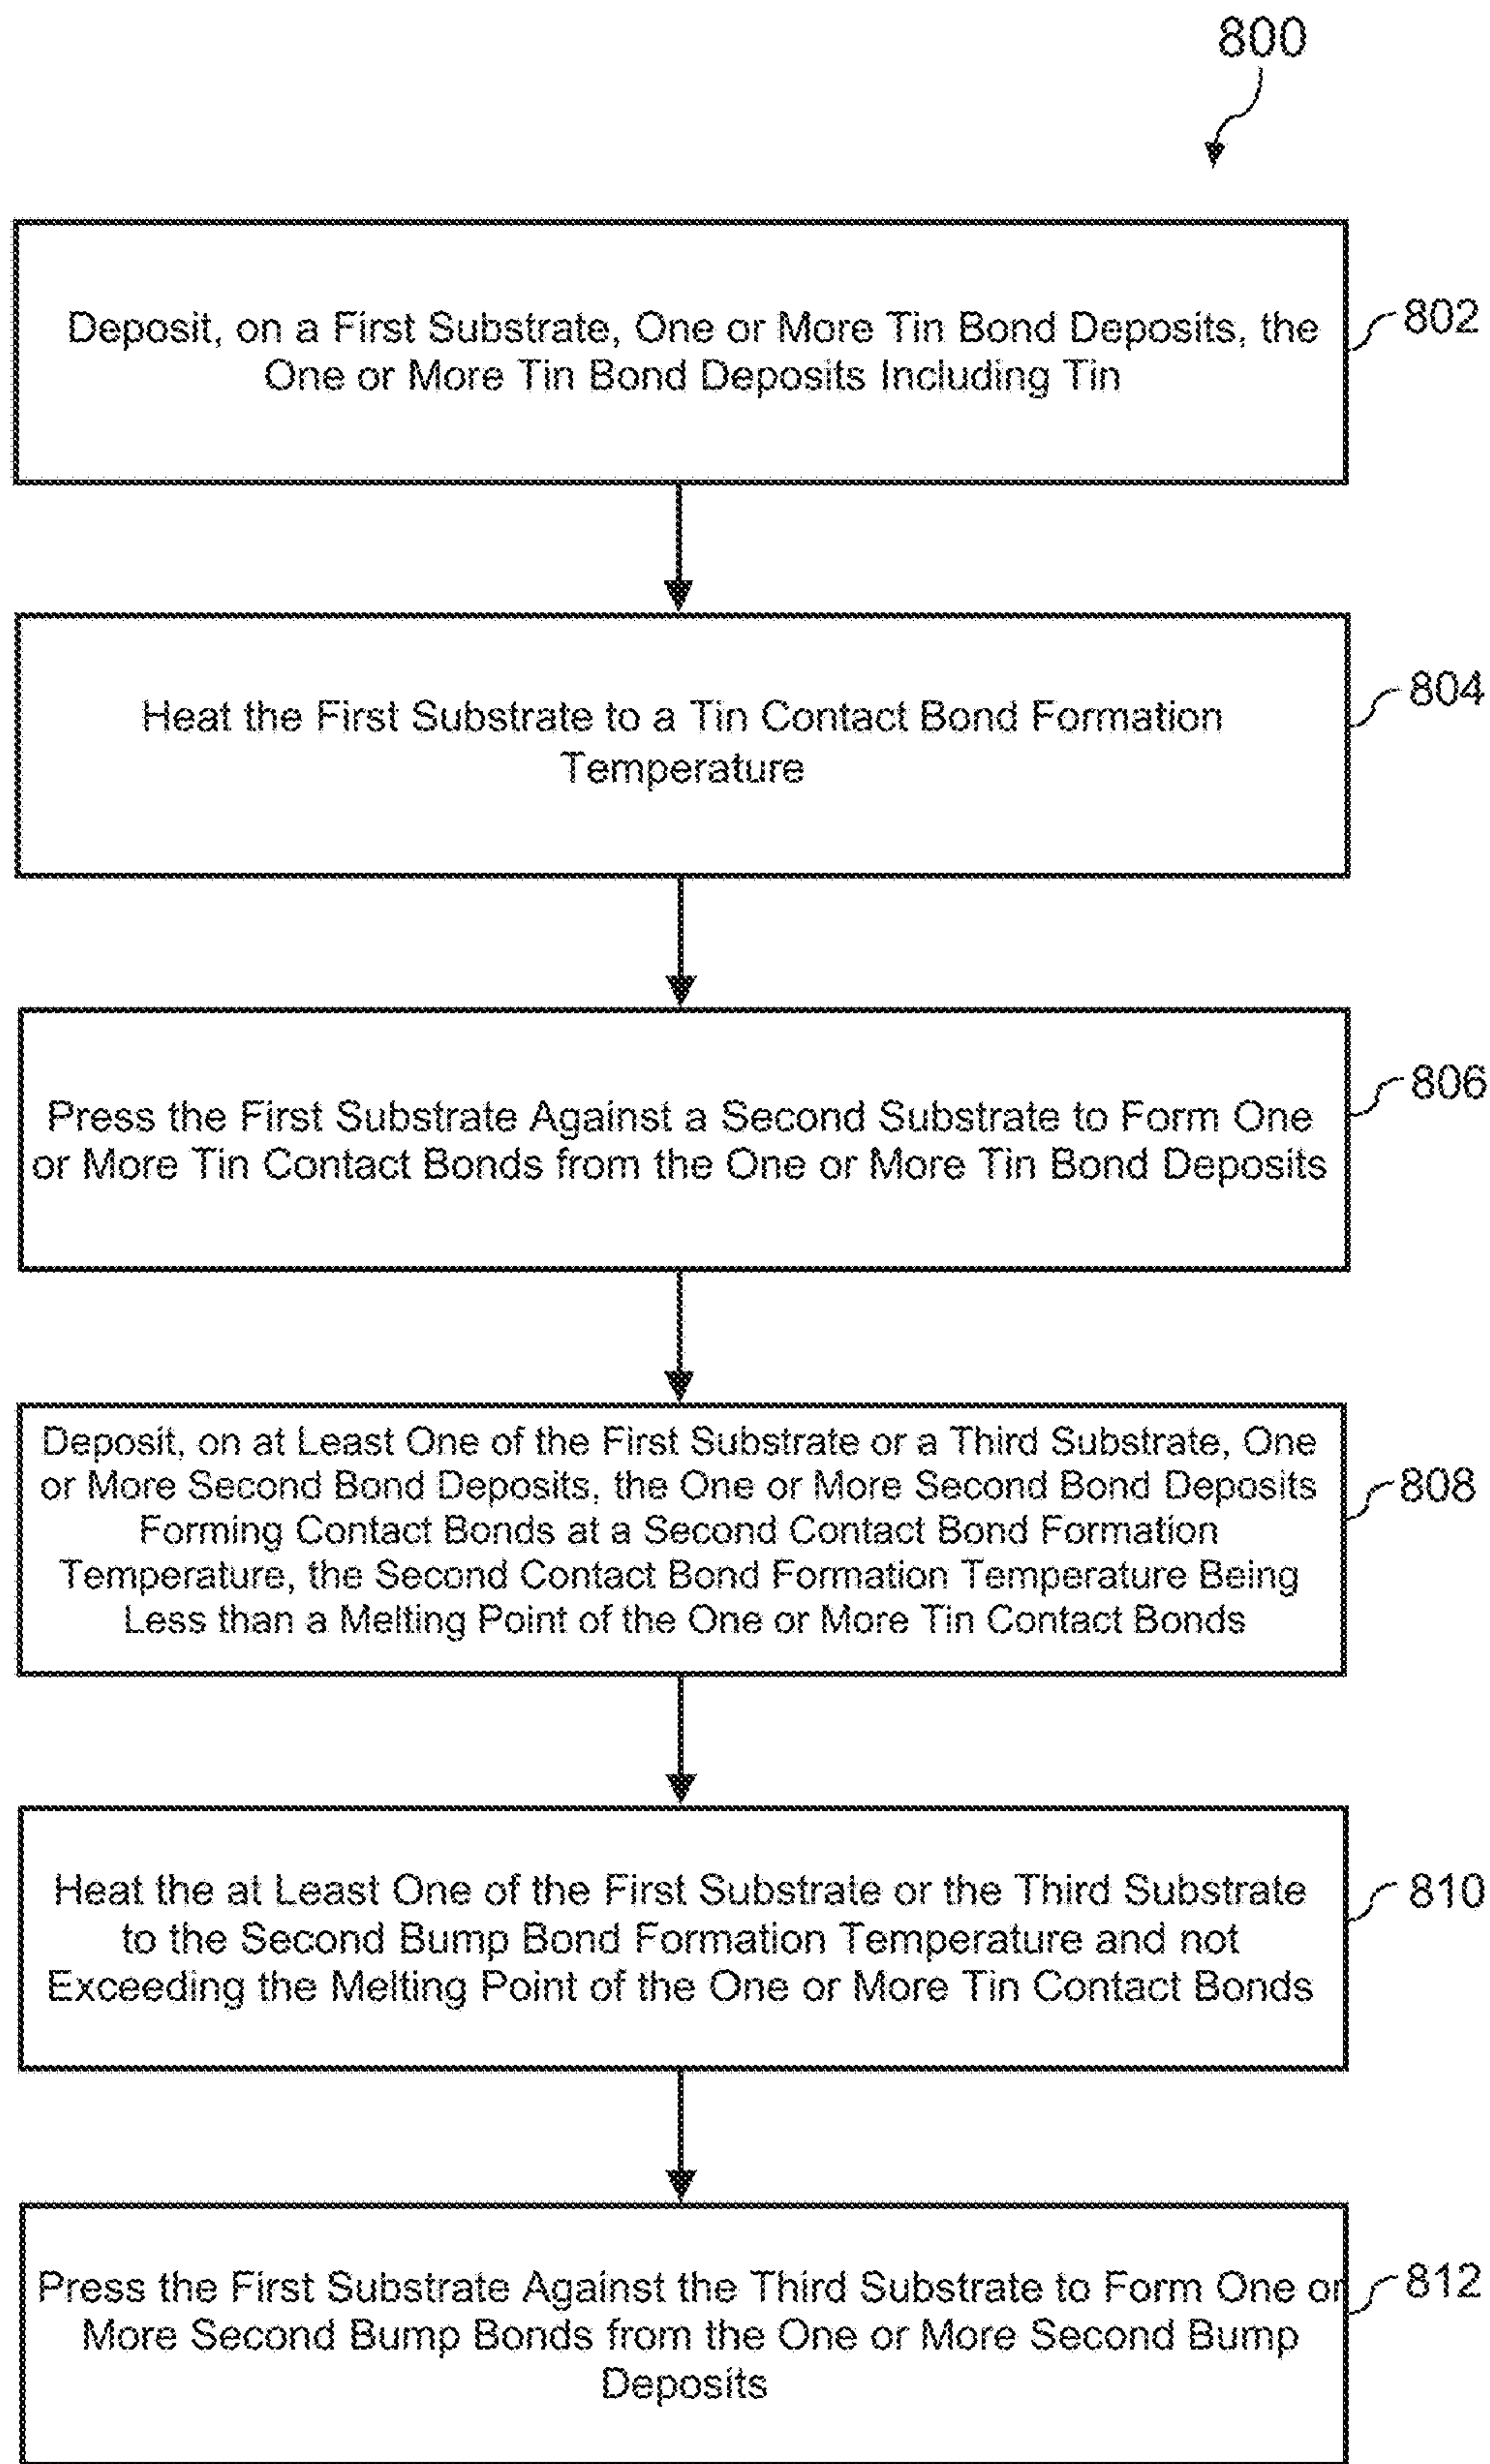 800
Deposit, on a First Substrate, One or More Tin Bond Deposits, the
One or More Tin Bond Deposits Including Tin
802
Heat the First Substrate to a Tin Contact Bond Formation
Temperature
804
Press the First Substrate Against a Second Substrate to Form One
or More Tin Contact Bonds from the One or More Tin Bond Deposits
806
Deposit, on at Least One of the First Substrate or a Third Substrate, One
or More Second Bond Deposits, the One or More Second Bond Deposits
Forming Contact Bonds at a Second Contact Bond Formation
Temperature, the Second Contact Bond Formation Temperature Being
Less than a Melting Point of the One or More Tin Contact Bonds
808
Heat the at Least One of the First Substrate or the Third Substrate
to the Second Bump Bond Formation Temperature and not
Exceeding the Melting Point of the One or More Tin Contact Bonds
810
Press the First Substrate Against the Third Substrate to Form One or
More Second Bump Bonds from the One or More Second Bump
Deposits
812